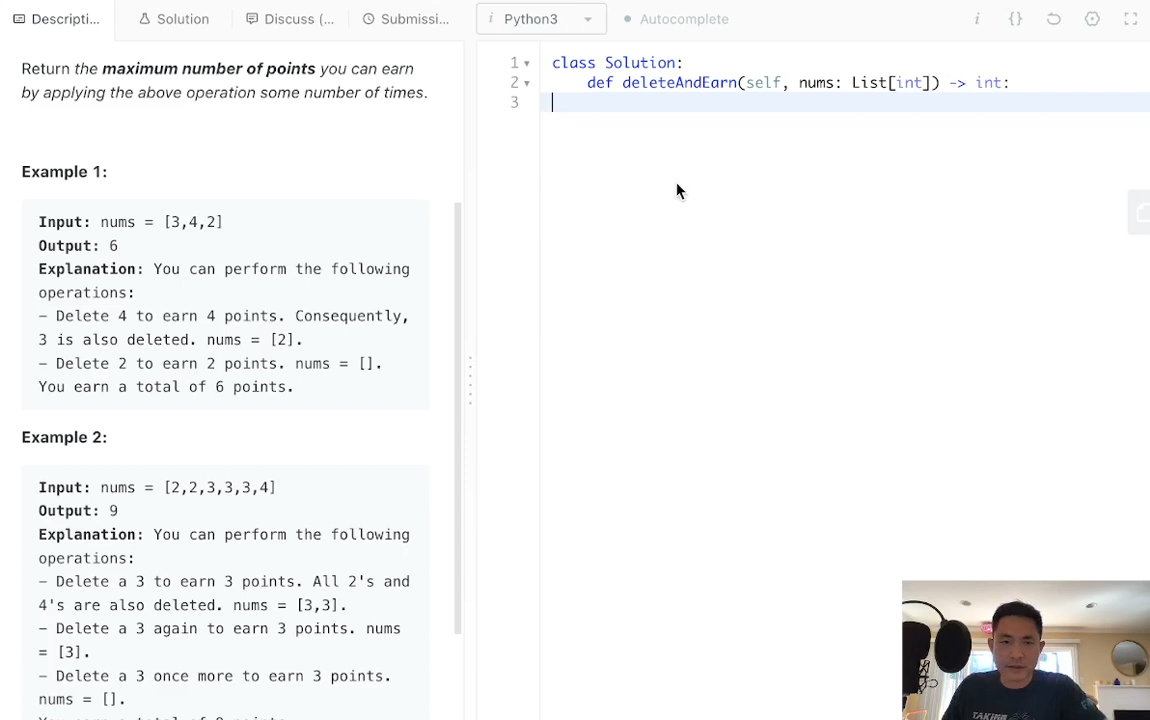 Descripti...
Solution
Discuss (...
Submissi...
i Python3
Autocomplete
i {}
Return the maximum number of points you can earn
by applying the above operation some number of times.
Example 1:
Input: nums = [3,4,2]
Output: 6
Explanation: You can perform the following
operations:
- Delete 4 to earn 4 points. Consequently,
3 is also deleted. nums = [2].
- Delete 2 to earn 2 points. nums = [].
You earn a total of 6 points.
Example 2:
Input: nums = [2,2,3,3,3,4]
Output: 9
Explanation: You can perform the following
operations:
- Delete a 3 to earn 3 points. All 2's and
4's are also deleted. nums = [3,3].
- Delete a 3 again to earn 3 points. nums
= [3].
- Delete a 3 once more to earn 3 points.
nums = [].
1 class Solution:
2 def deleteAndEarn(self, nums: List[int]) -> int:
3
TAKING